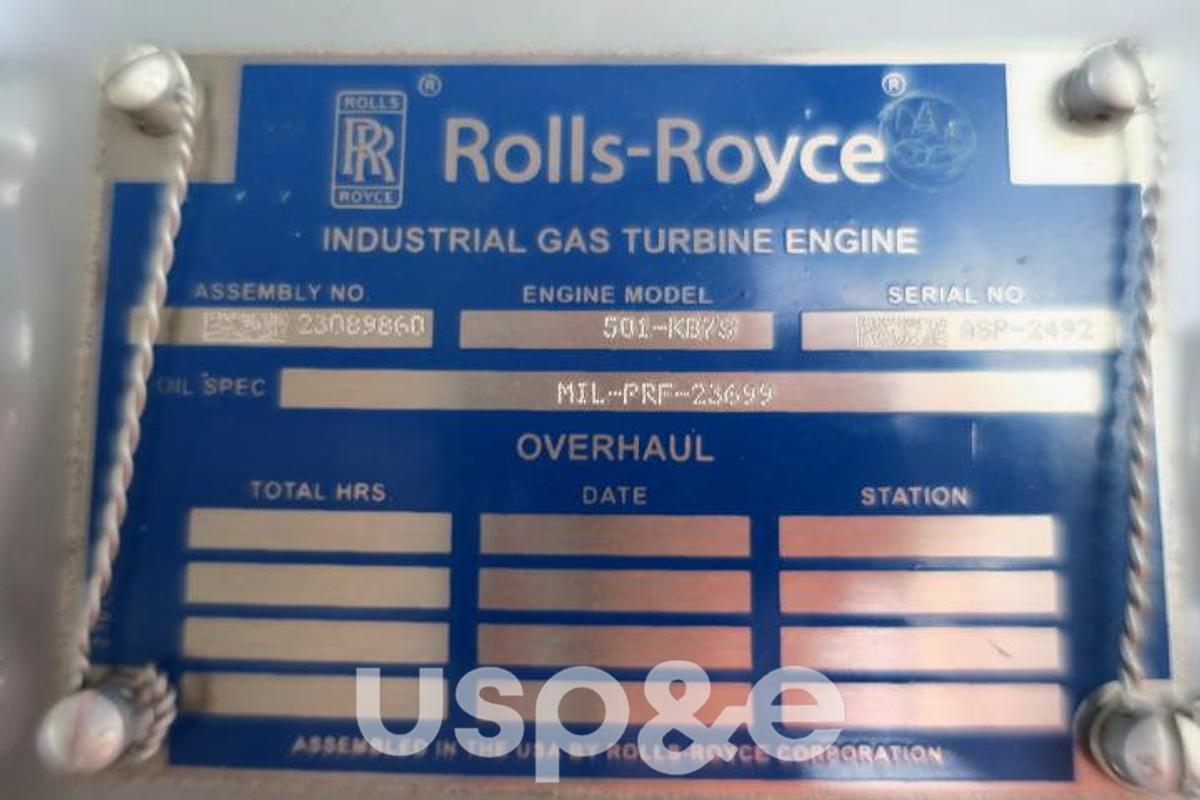 ROLLS
RR
ROYCE
®
Rolls-Royce®
INDUSTRIAL GAS TURBINE ENGINE
ASSEMBLY NO. ENGINE MODEL SERIAL NO.
23089860 501-KB7S ASP-2492
OIL SPEC MIL-PRF-23699
OVERHAUL
TOTAL HRS. DATE STATION
usp&e
ASSEMBLED IN THE USA BY ROLLS-ROYCE CORPORATION